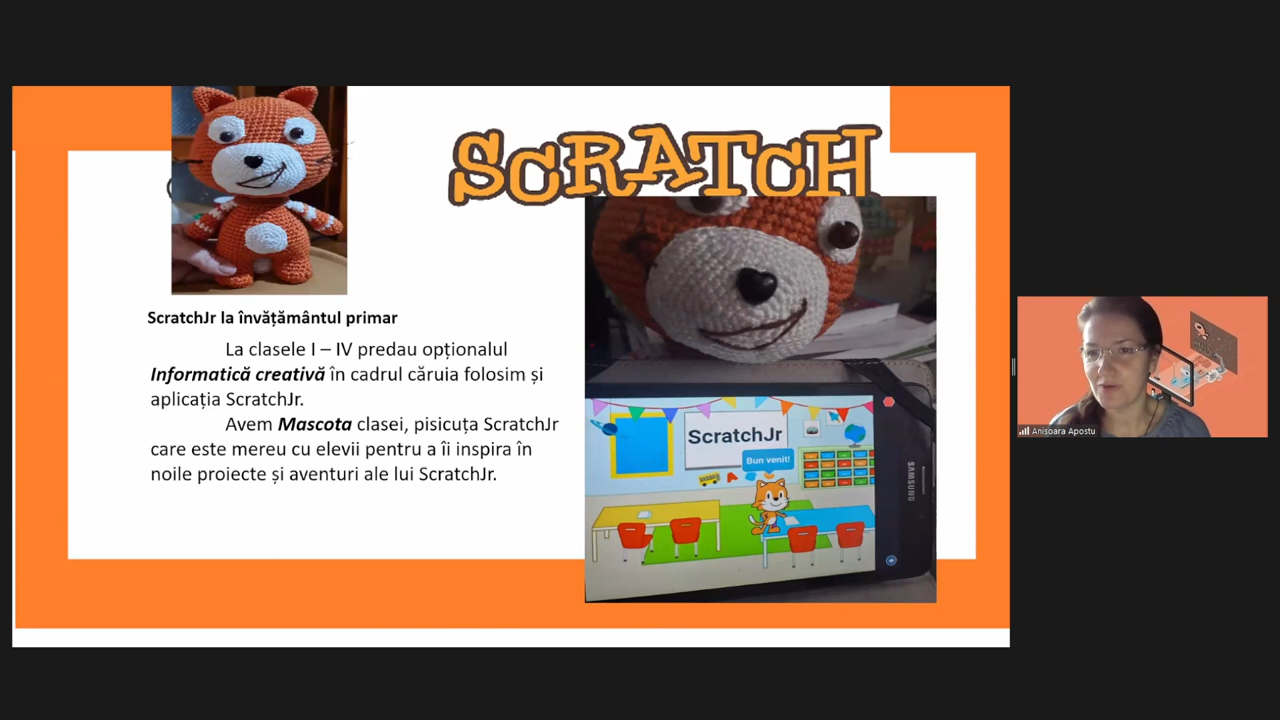 SCRATCH
ScratchJr la învățământul primar
La clasele I – IV predau opționalul
Informatică creativă în cadrul căruia folosim și
aplicația ScratchJr.
Avem Mascota clasei, pisicuța ScratchJr
care este mereu cu elevii pentru a îi inspira în
noile proiecte și aventuri ale lui ScratchJr.
ScratchJr
Bun venit!
SAMSUNG
Anisoara Apostu